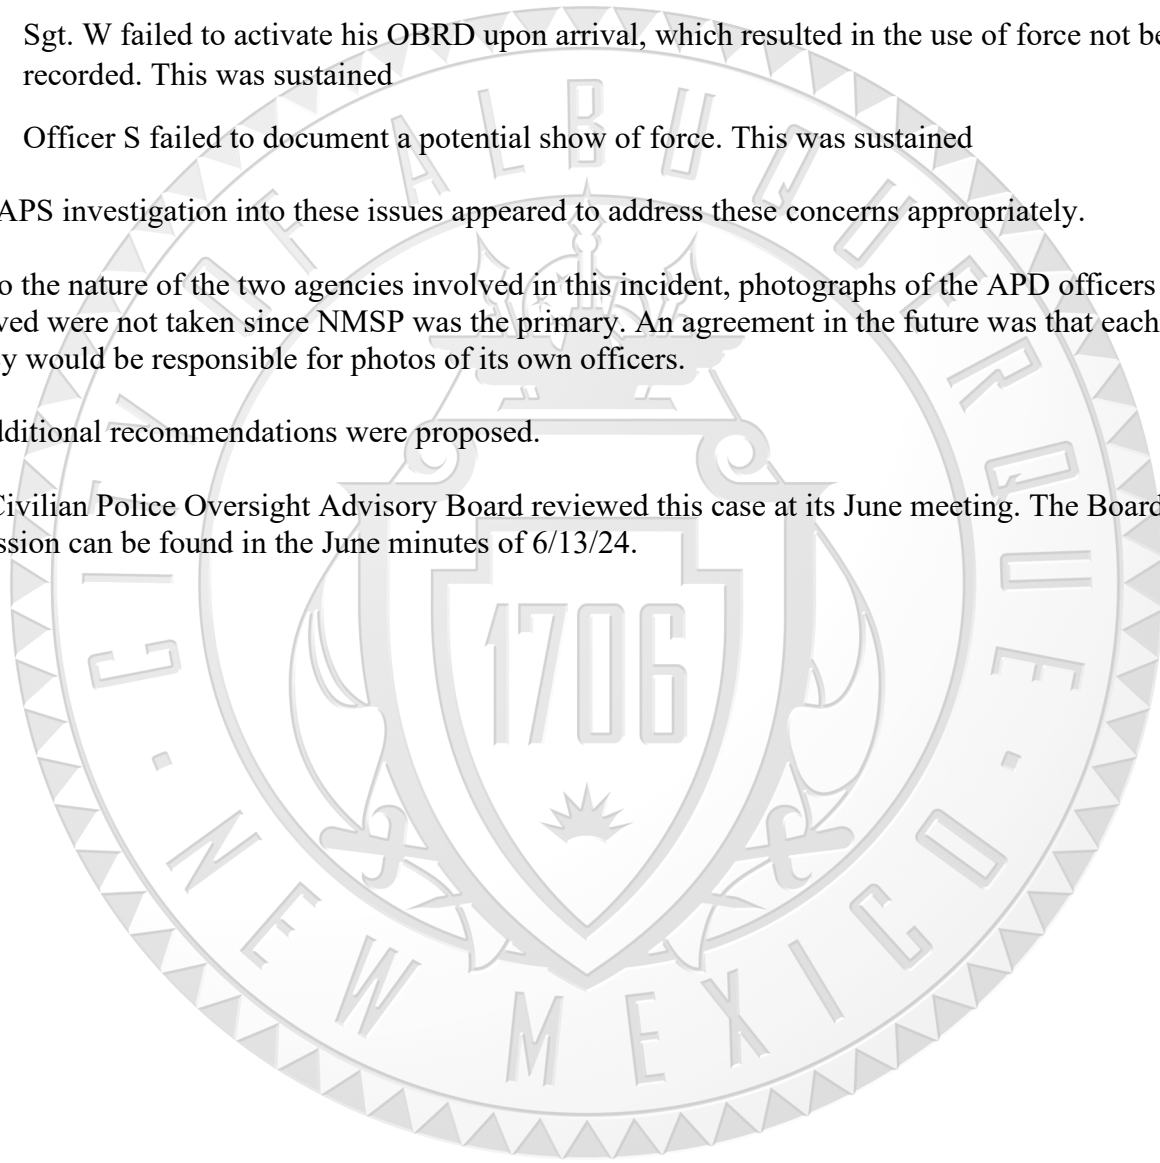 Sgt. W failed to activate his OBRD upon arrival, which resulted in the use of force not be
recorded. This was sustained
Officer S failed to document a potential show of force. This was sustained
APS investigation into these issues appeared to address these concerns appropriately.
o the nature of the two agencies involved in this incident, photographs of the APD officers
ved were not taken since NMSP was the primary. An agreement in the future was that each
y would be responsible for photos of its own officers.
dditional recommendations were proposed.
Civilian Police Oversight Advisory Board reviewed this case at its June meeting. The Board
ssion can be found in the June minutes of 6/13/24.
CITY OF ALBUQUERQUE
1706
NEW MEXICO